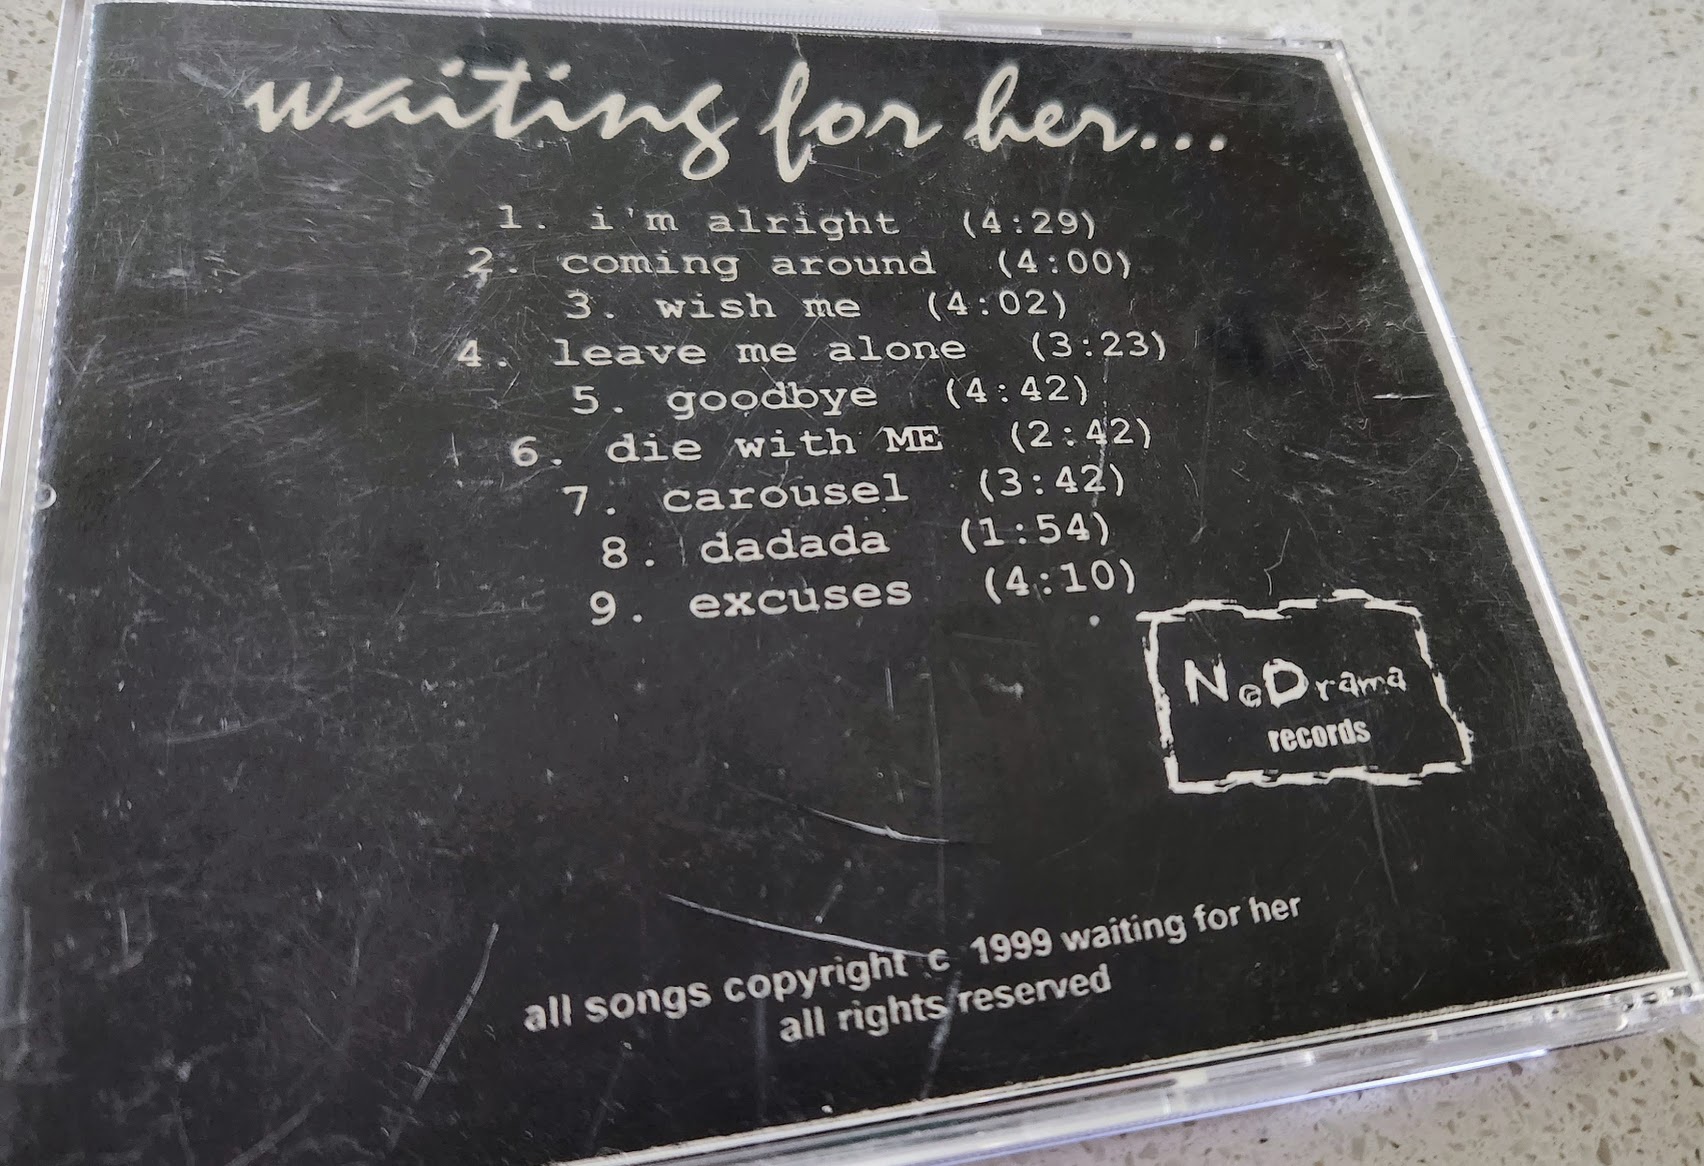 waiting for her...
1. i'm alright (4:29)
2. coming around (4:00)
3. wish me (4:02)
4. leave me alone (3:23)
5. goodbye (4:42)
6. die with ME (2:42)
7. carousel (3:42)
8. dadada (1:54)
9. excuses (4:10)
NeDrama
records
all songs copyright c 1999 waiting for her
all rights reserved